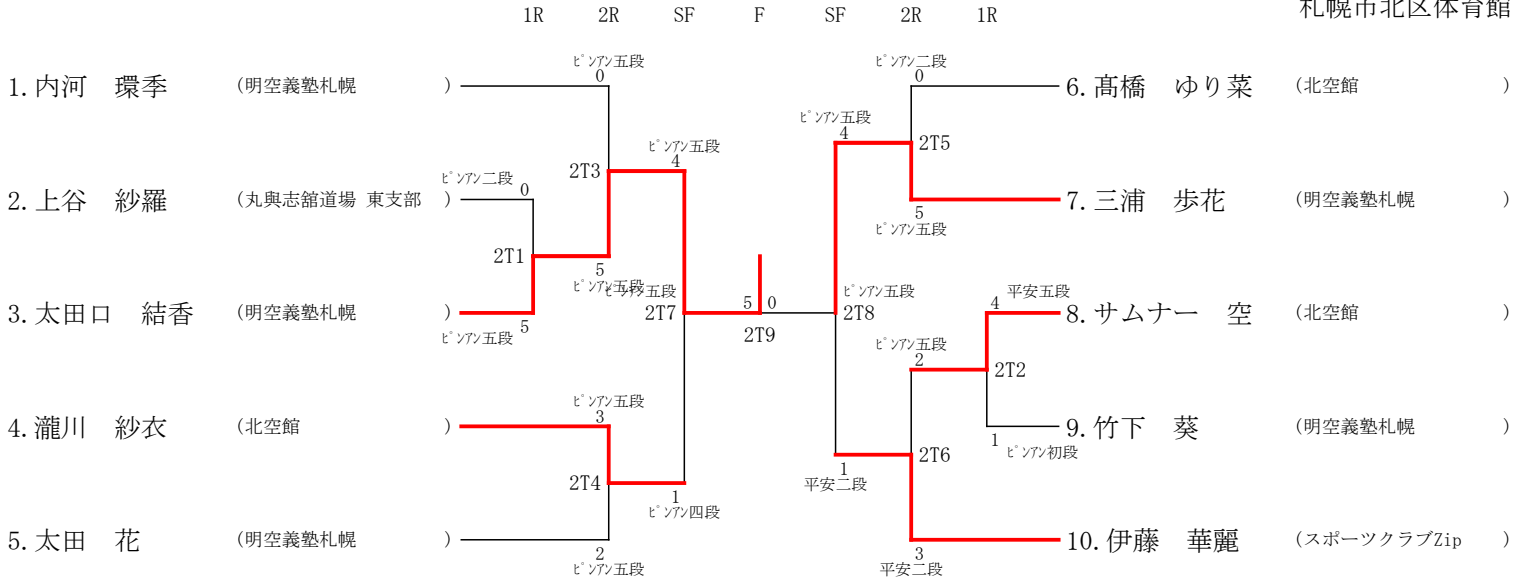 札幌市北区体育館
1R 2R SF F SF 2R 1R
ピンアン五段
0
ピンアン二段
0
1. 内河 環季 (明空義塾札幌 )
6. 髙橋 ゆり菜 (北空館 )
ピンアン五段
4
ピンアン五段
4
2T5
2T3
ピンアン二段
0
2. 上谷 紗羅 (丸與志舘道場 東支部 )
7. 三浦 歩花 (明空義塾札幌 )
5
ピンアン五段
2T1
5
ピンアン五段
ピンアン五段
2T7
5 0
2T9
ピンアン五段
2T8
平安五段
4
3. 太田口 結香 (明空義塾札幌 )
ピンアン五段 5
8. サムナー 空 (北空館 )
ピンアン五段
2
2T2
ピンアン五段
3
4. 瀧川 紗衣 (北空館 )
9. 竹下 葵 (明空義塾札幌 )
1 ピンアン初段
2T6
1
平安二段
2T4
1
ピンアン四段
5. 太田 花 (明空義塾札幌 )
2
ピンアン五段
10. 伊藤 華麗 (スポーツクラブZip )
3
平安二段